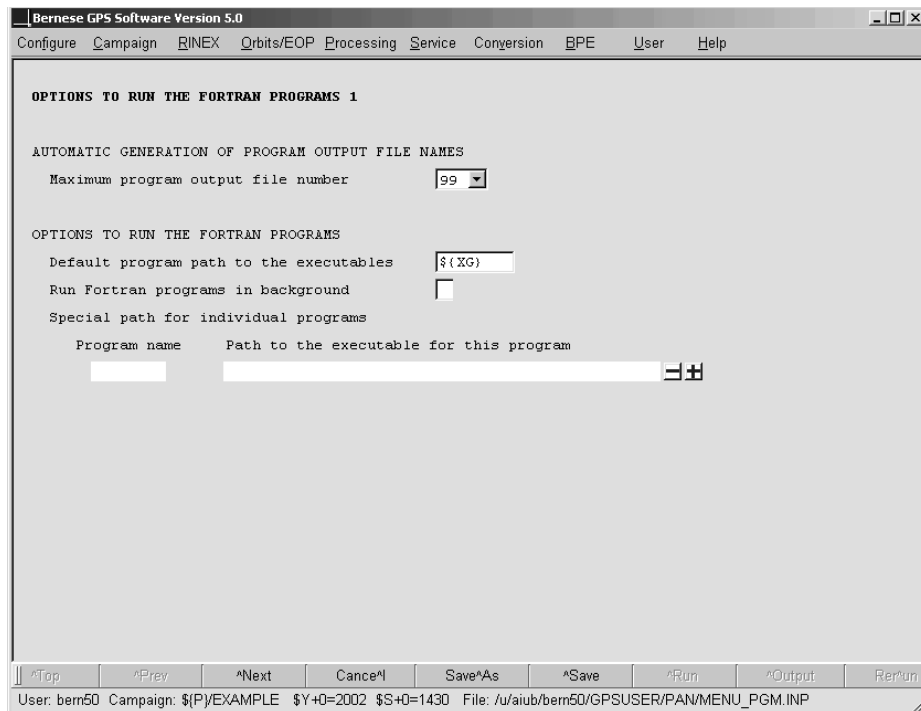 Bernese GPS Software Version 5.0
Configure Campaign RINEX Orbits/EOP Processing Service Conversion BPE User Help
OPTIONS TO RUN THE FORTRAN PROGRAMS 1
AUTOMATIC GENERATION OF PROGRAM OUTPUT FILE NAMES
Maximum program output file number 99
OPTIONS TO RUN THE FORTRAN PROGRAMS
Default program path to the executables ${XG}
Run Fortran programs in background
Special path for individual programs
Program name Path to the executable for this program
^Top ^Prev ^Next Cance^l Save^As ^Save ^Run ^Output Rer^un
User: bern50 Campaign: ${P}/EXAMPLE $Y+0=2002 $S+0=1430 File: /u/aiub/bern50/GPSUSER/PAN/MENU_PGM.INP